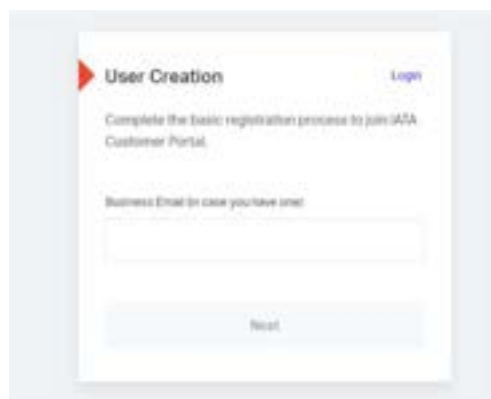 User Creation
Login
Complete the basic registration process to join IATA
Customer Portal.
Business Email (in case you have one)
Next